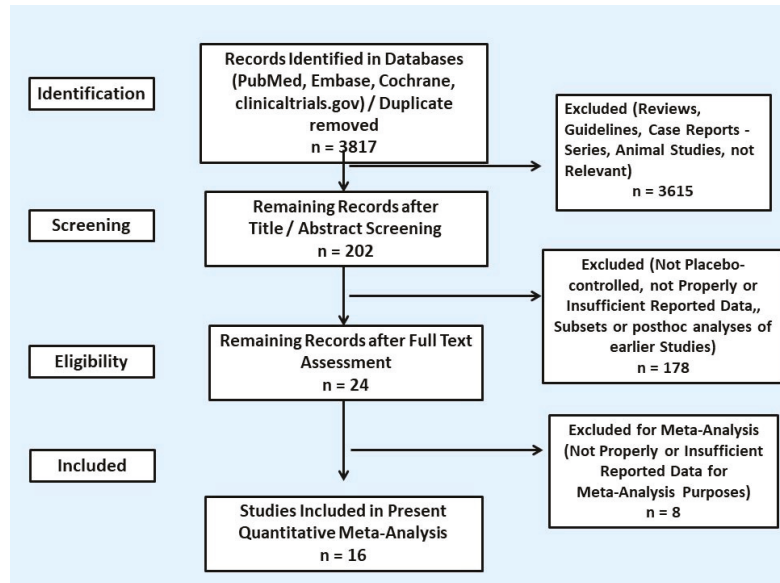 Identification
Records Identified in Databases
(PubMed, Embase, Cochrane,
clinicaltrials.gov) / Duplicate
removed
n = 3817
Excluded (Reviews,
Guidelines, Case Reports -
Series, Animal Studies, not
Relevant)
n = 3615
Screening
Remaining Records after
Title / Abstract Screening
n = 202
Excluded (Not Placebo-
controlled, not Properly or
Insufficient Reported Data,,
Subsets or posthoc analyses of
earlier Studies)
n = 178
Eligibility
Remaining Records after Full Text
Assessment
n = 24
Excluded for Meta-Analysis
(Not Properly or Insufficient
Reported Data for
Meta-Analysis Purposes)
n = 8
Included
Studies Included in Present
Quantitative Meta-Analysis
n = 16